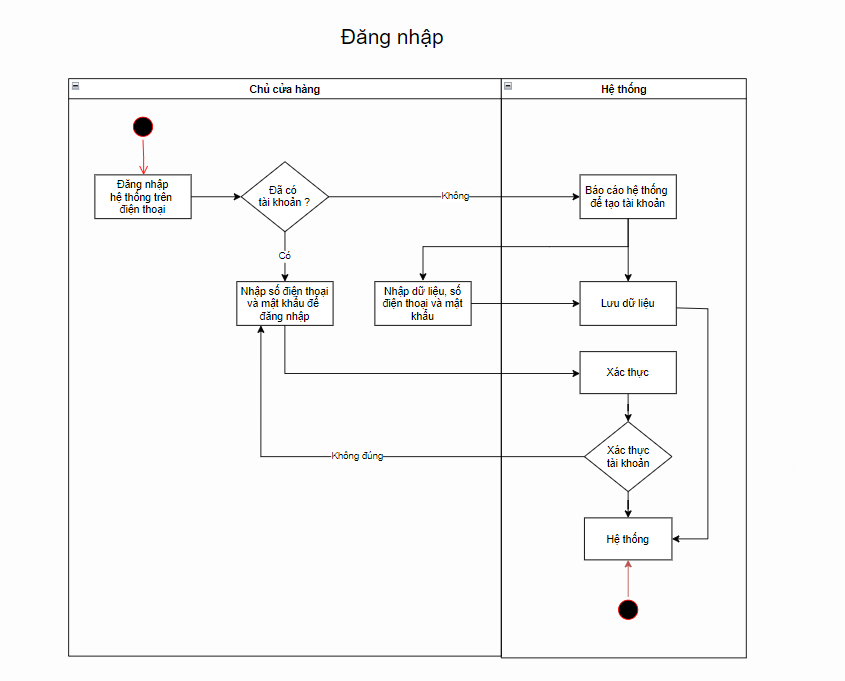 Đăng nhập
Chủ cửa hàng
Hệ thống
Đăng nhập
hệ thống trên
điện thoại
Đã có
tài khoản ?
Không
Báo cáo hệ thống
để tạo tài khoản
Có
Nhập số điện thoại
và mật khẩu để
đăng nhập
Nhập dữ liệu, số
điện thoại và mật
khẩu
Lưu dữ liệu
Xác thực
Xác thực
tài khoản
Không đúng
Hệ thống